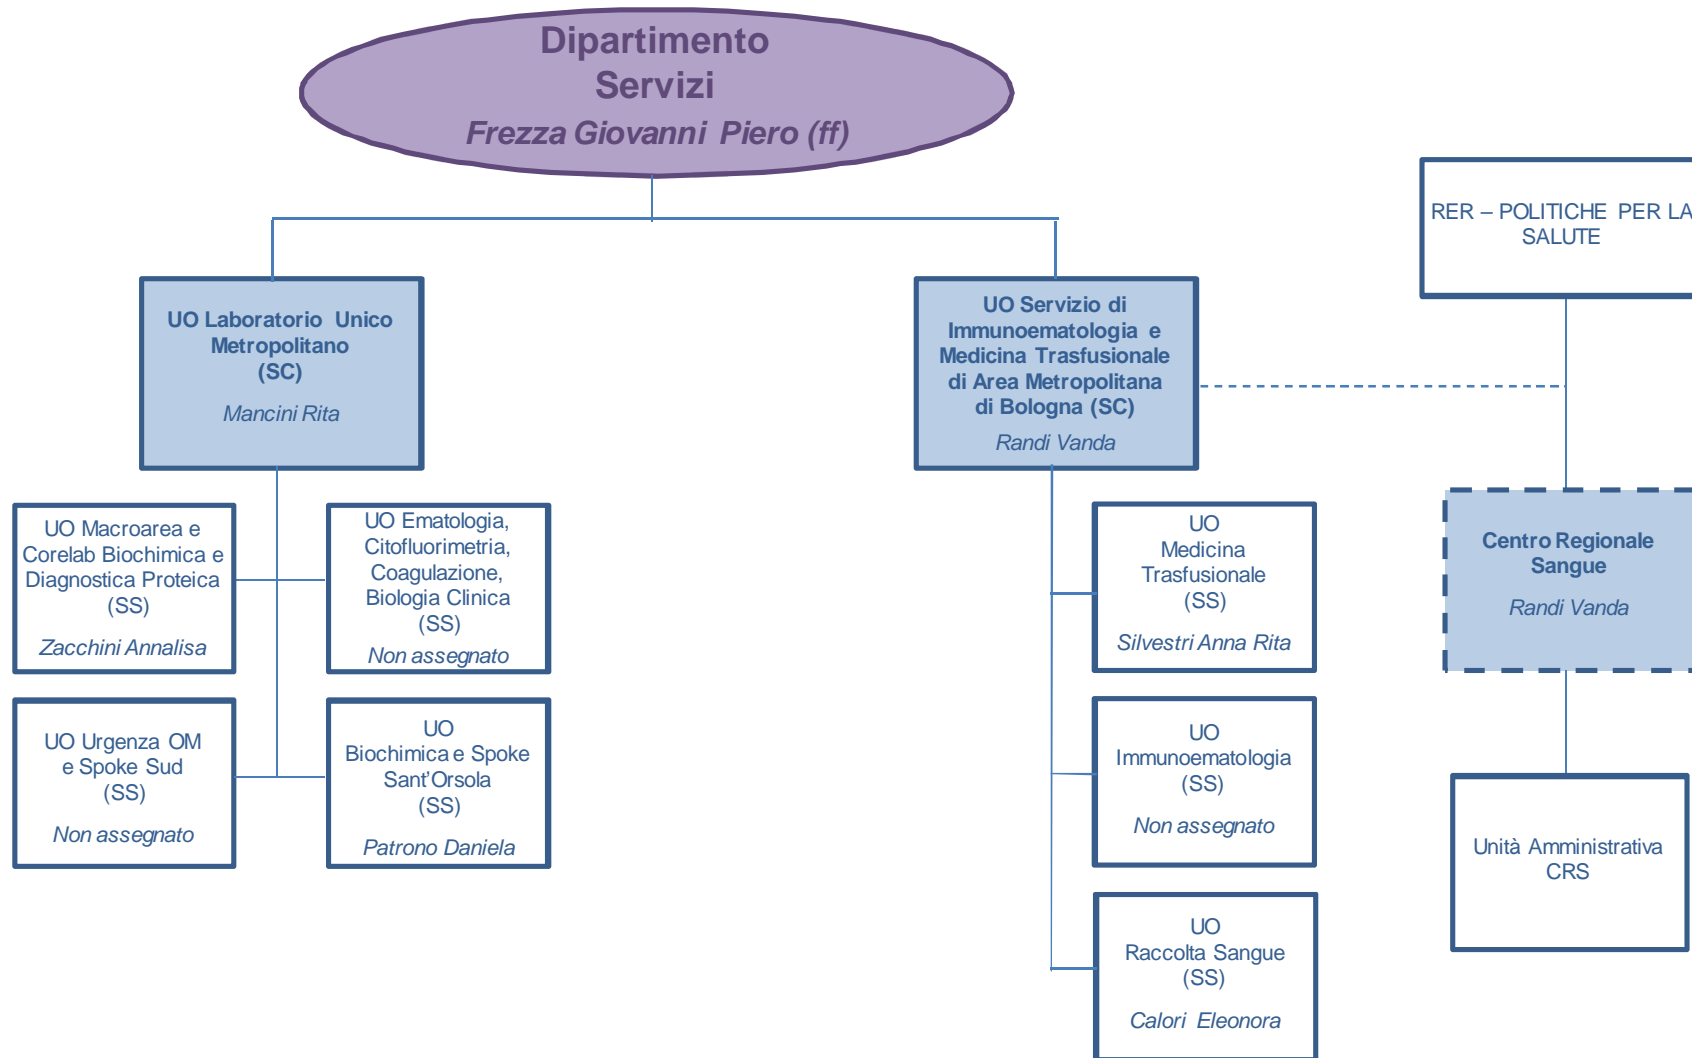 Dipartimento
Servizi
Frezza Giovanni Piero (ff)
RER – POLITICHE PER LA
SALUTE
UO Laboratorio Unico
Metropolitano
(SC)
Mancini Rita
UO Servizio di
Immunoematologia e
Medicina Trasfusionale
di Area Metropolitana
di Bologna (SC)
Randi Vanda
UO Macroarea e
Corelab Biochimica e
Diagnostica Proteica
(SS)
Zacchini Annalisa
UO Ematologia,
Citofluorimetria,
Coagulazione,
Biologia Clinica
(SS)
Non assegnato
UO
Medicina
Trasfusionale
(SS)
Silvestri Anna Rita
Centro Regionale
Sangue
Randi Vanda
UO Urgenza OM
e Spoke Sud
(SS)
Non assegnato
UO
Biochimica e Spoke
Sant’Orsola
(SS)
Patrono Daniela
UO
Immunoematologia
(SS)
Non assegnato
Unità Amministrativa
CRS
UO
Raccolta Sangue
(SS)
Calori Eleonora